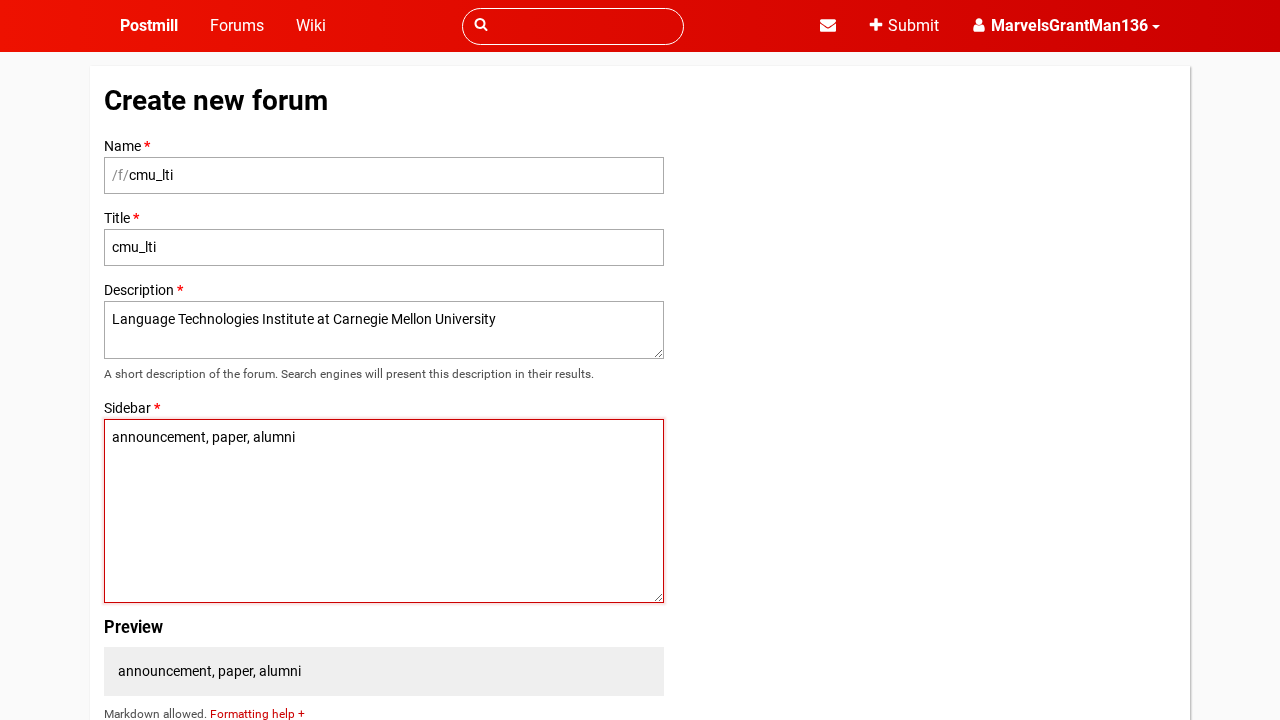 Postmill Forums Wiki Submit MarvelsGrantMan136
Create new forum
Name *
/f/cmu_lti
Title *
cmu_lti
Description *
Language Technologies Institute at Carnegie Mellon University
A short description of the forum. Search engines will present this description in their results.
Sidebar *
announcement, paper, alumni
Preview
announcement, paper, alumni
Markdown allowed. Formatting help +